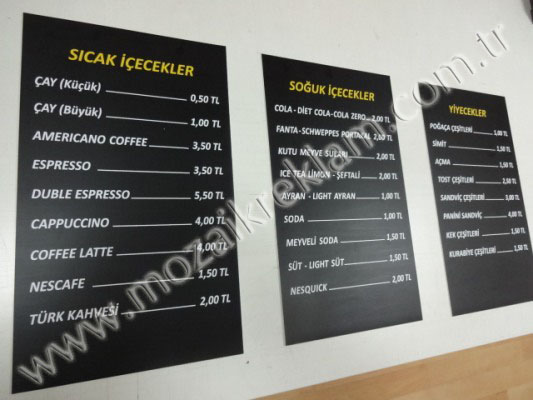 SICAK İÇECEKLER
ÇAY (Küçük) 0,50 TL
ÇAY (Büyük) 1,00 TL
AMERICANO COFFEE 3,50 TL
ESPRESSO 3,50 TL
DUBLE ESPRESSO 5,50 TL
CAPPUCCINO 4,00 TL
COFFEE LATTE 4,00 TL
NESCAFE 1,50 TL
TÜRK KAHVESİ 2,00 TL
SOĞUK İÇECEKLER
COLA - DİET COLA-COLA ZERO 2,00 TL
FANTA-SCHWEPPES PORTAKAL 2,00 TL
KUTU MEYVE SULARI 2,00 TL
ICE TEA LİMON - ŞEFTALİ 2,00 TL
AYRAN - LIGHT AYRAN 1,00 TL
SODA 1,00 TL
MEYVELİ SODA 1,50 TL
SÜT - LIGHT SÜT 1,50 TL
NESQUICK 2,00 TL
YİYECEKLER
POĞAÇA ÇEŞİTLERİ 1,00 TL
SİMİT 1,50 TL
AÇMA 1,50 TL
TOST ÇEŞİTLERİ 2,50 TL
SANDVİÇ ÇEŞİTLERİ 3,00 TL
PANİNİ SANDVİÇ 4,00 TL
KEK ÇEŞİTLERİ 1,50 TL
KURABİYE ÇEŞİTLERİ 1,50 TL
www.mozaikreklam.com.tr